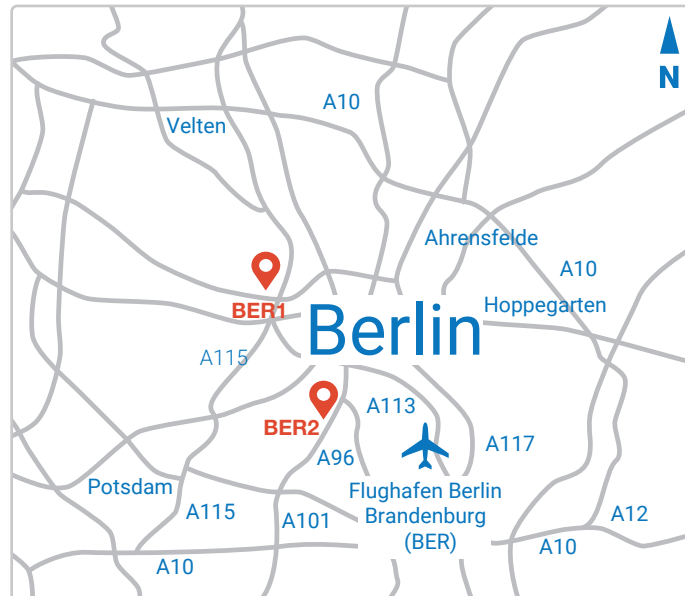 N
A10
Velten
Ahrensfelde
A10
BER1
Hoppegarten
Berlin
A115
A113
BER2
A117
A96
Potsdam
Flughafen Berlin
Brandenburg
(BER)
A115
A101
A12
A10
A10